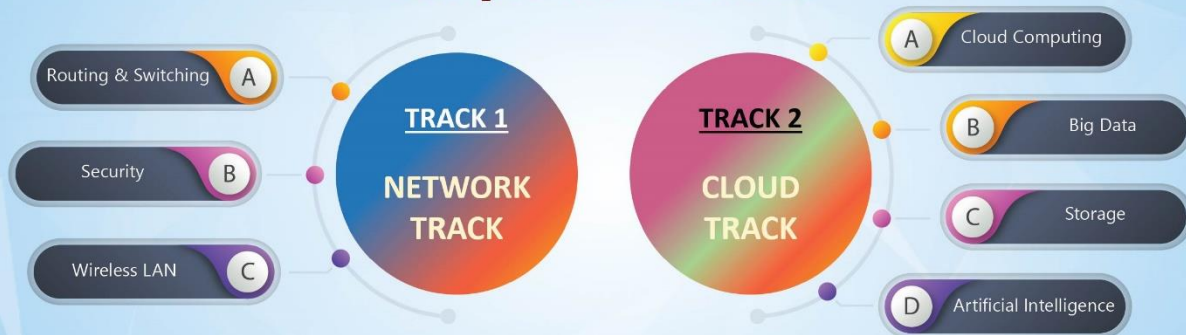 Routing & Switching A
Security B
Wireless LAN C
TRACK 1
NETWORK
TRACK
TRACK 2
CLOUD
TRACK
A Cloud Computing
B Big Data
C Storage
D Artificial Intelligence